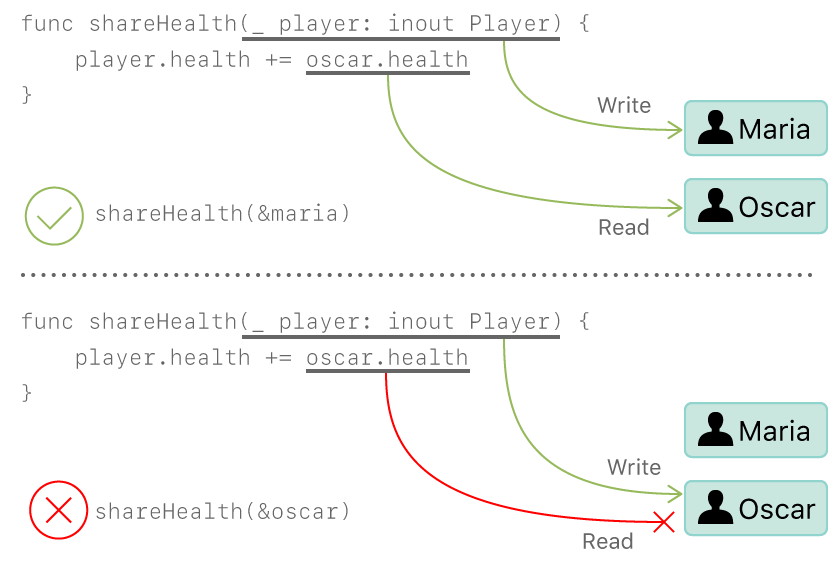 func shareHealth(_ player: inout Player) {
player.health += oscar.health
}
Write
Maria
shareHealth(&maria)
Oscar
Read
func shareHealth(_ player: inout Player) {
player.health += oscar.health
}
Maria
Write
shareHealth(&oscar)
Oscar
Read